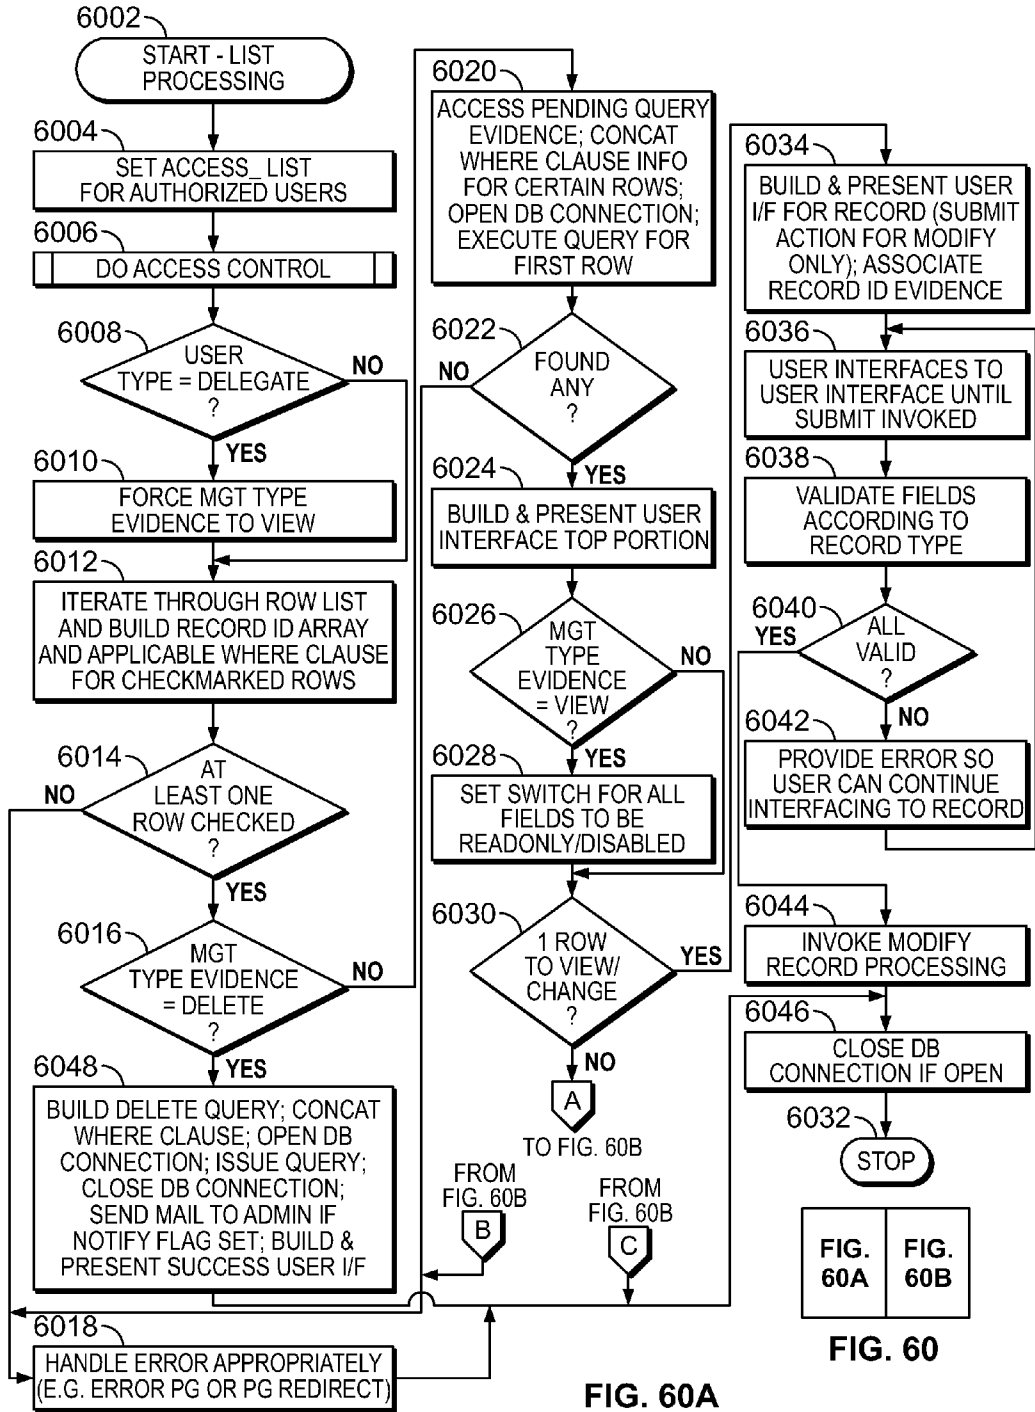 6002
START - LIST
PROCESSING
6004
SET ACCESS_ LIST
FOR AUTHORIZED USERS
6006
DO ACCESS CONTROL
6008
USER
TYPE = DELEGATE
?
NO
YES
6010
FORCE MGT TYPE
EVIDENCE TO VIEW
6012
ITERATE THROUGH ROW LIST
AND BUILD RECORD ID ARRAY
AND APPLICABLE WHERE CLAUSE
FOR CHECKMARKED ROWS
6014
AT
LEAST ONE
ROW CHECKED
?
NO
YES
6016
MGT
TYPE EVIDENCE
= DELETE
?
NO
YES
6048
BUILD DELETE QUERY; CONCAT
WHERE CLAUSE; OPEN DB
CONNECTION; ISSUE QUERY;
CLOSE DB CONNECTION;
SEND MAIL TO ADMIN IF
NOTIFY FLAG SET; BUILD &
PRESENT SUCCESS USER I/F
6018
HANDLE ERROR APPROPRIATELY
(E.G. ERROR PG OR PG REDIRECT)
6020
ACCESS PENDING QUERY
EVIDENCE; CONCAT
WHERE CLAUSE INFO
FOR CERTAIN ROWS;
OPEN DB CONNECTION;
EXECUTE QUERY FOR
FIRST ROW
6022
FOUND
ANY
?
NO
YES
6024
BUILD & PRESENT USER
INTERFACE TOP PORTION
6026
MGT
TYPE
EVIDENCE
= VIEW
?
NO
YES
6028
SET SWITCH FOR ALL
FIELDS TO BE
READONLY/DISABLED
6030
1 ROW
TO VIEW/
CHANGE
?
YES
NO
A
TO FIG. 60B
FROM
FIG. 60B
B
FROM
FIG. 60B
C
6034
BUILD & PRESENT USER
I/F FOR RECORD (SUBMIT
ACTION FOR MODIFY
ONLY); ASSOCIATE
RECORD ID EVIDENCE
6036
USER INTERFACES TO
USER INTERFACE UNTIL
SUBMIT INVOKED
6038
VALIDATE FIELDS
ACCORDING TO
RECORD TYPE
6040
ALL
VALID
?
YES
NO
6042
PROVIDE ERROR SO
USER CAN CONTINUE
INTERFACING TO RECORD
6044
INVOKE MODIFY
RECORD PROCESSING
6046
CLOSE DB
CONNECTION IF OPEN
6032
STOP
FIG.
60A
FIG.
60B
FIG. 60
FIG. 60A